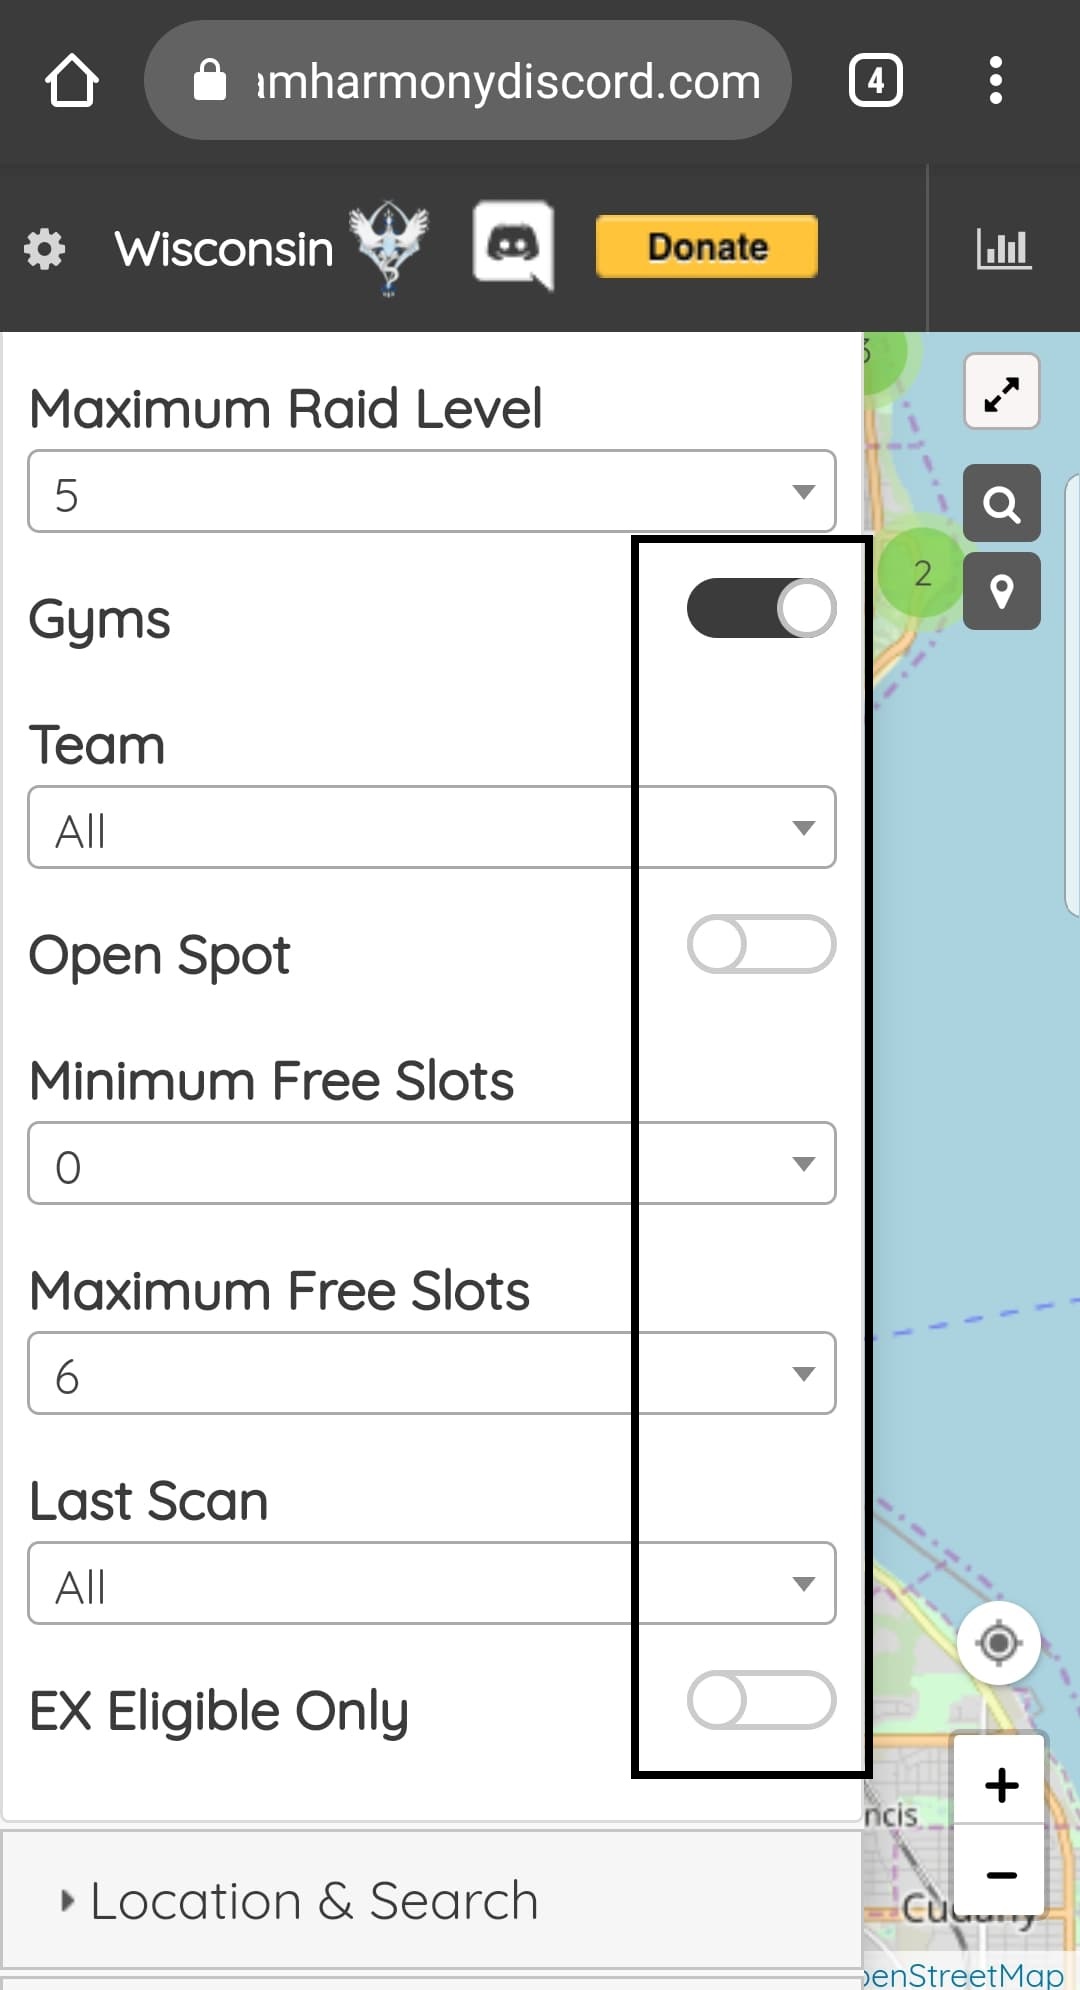 amharmonydiscord.com
4
Wisconsin
Donate
Maximum Raid Level
5
Gyms
2
Team
All
Open Spot
Minimum Free Slots
0
Maximum Free Slots
6
Last Scan
All
EX Eligible Only
+
ncis
−
Location & Search
penStreetMap